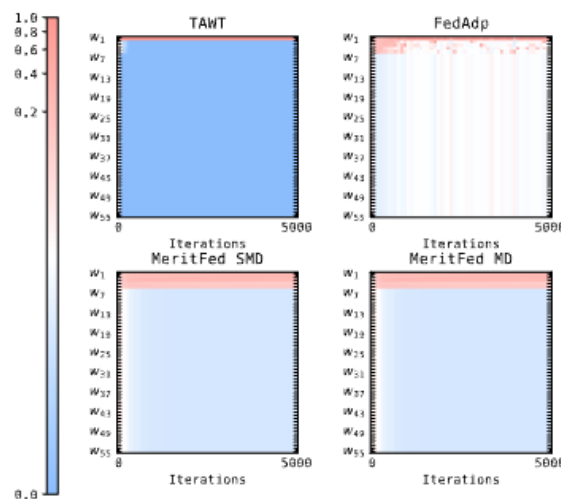 1.0
0.8
0.6
0.4
0.2
0.0
TAWT
w1
w7
w13
w19
w25
w31
w37
w43
w49
w55
0
5000
Iterations
FedAdp
w1
w7
w13
w19
w25
w31
w37
w43
w49
w55
0
5000
Iterations
MeritFed SMD
w1
w7
w13
w19
w25
w31
w37
w43
w49
w55
0
5000
Iterations
MeritFed MD
w1
w7
w13
w19
w25
w31
w37
w43
w49
w55
0
5000
Iterations